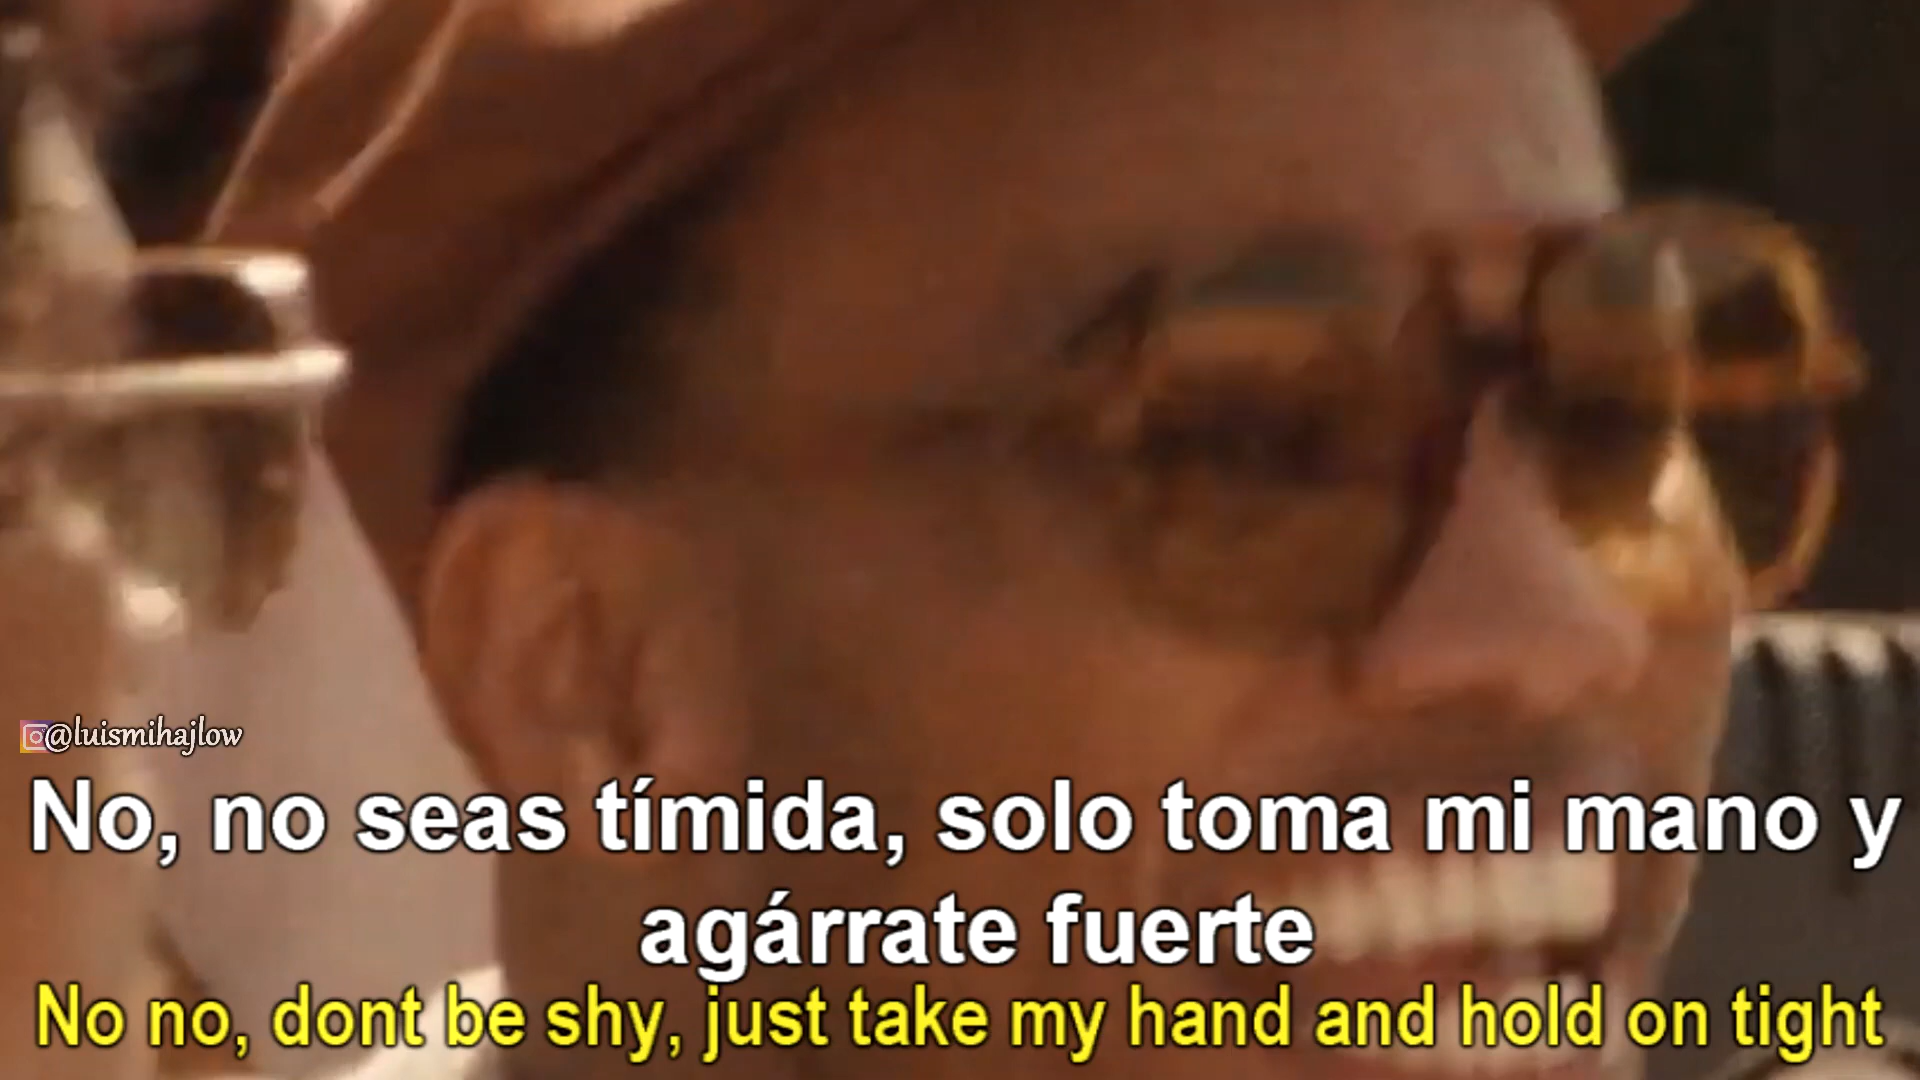 @luismihajlow
No, no seas tímida, solo toma mi mano y
agárrate fuerte
No no, dont be shy, just take my hand and hold on tight